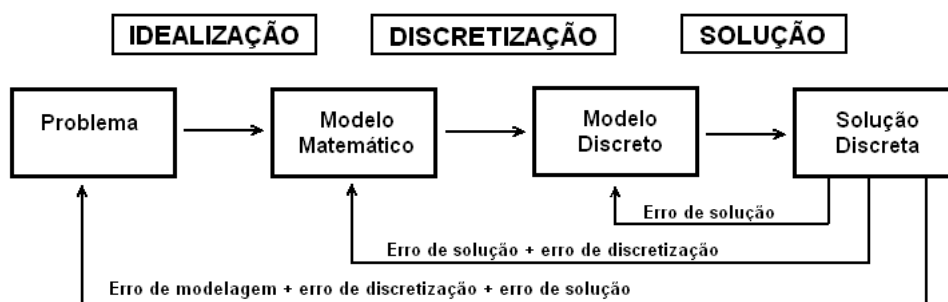 IDEALIZAÇÃO
DISCRETIZAÇÃO
SOLUÇÃO
Problema
Modelo
Matemático
Modelo
Discreto
Solução
Discreta
Erro de solução
Erro de solução + erro de discretização
Erro de modelagem + erro de discretização + erro de solução